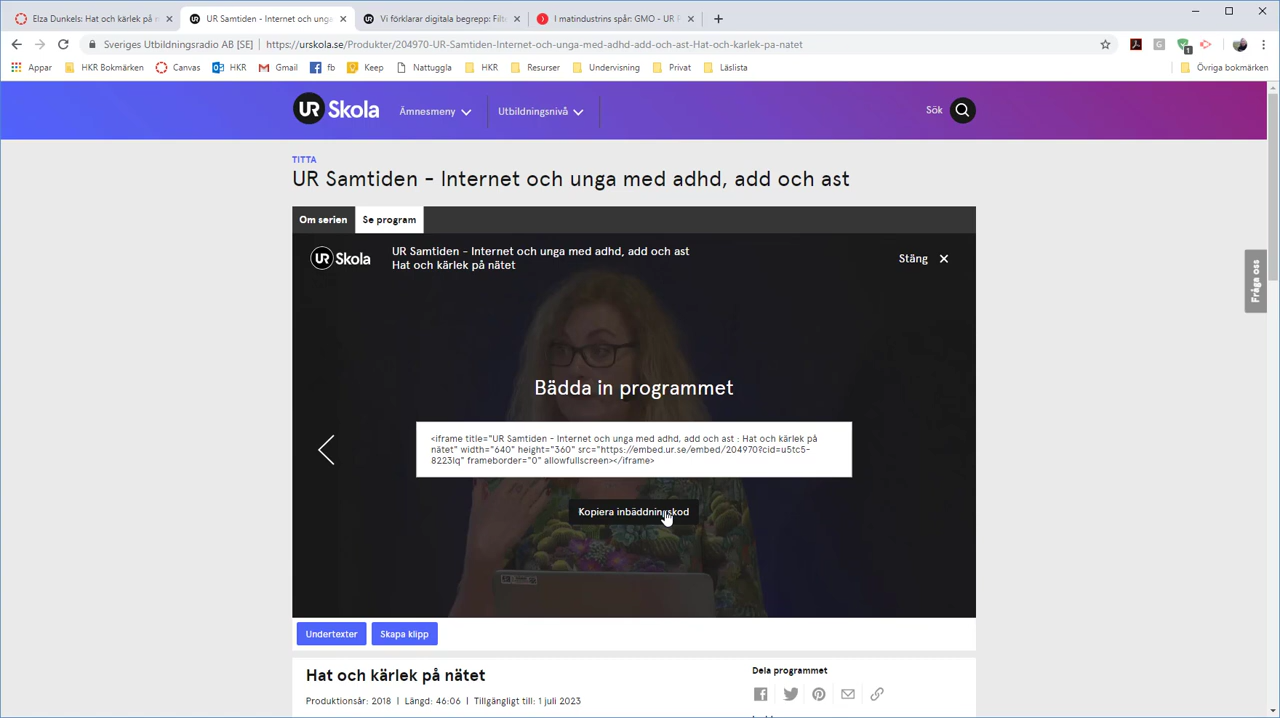 Elza Dunkels: Hat och kärlek på n
UR Samtiden - Internet och unge
Vi förklarar digitala begrepp: Filte
I matindustrins spår: GMO - UR
Sveriges Utbildningsradio AB [SE]
https://urskola.se/Produkter/204970-UR-Samtiden-Internet-och-unga-med-adhd-add-och-ast-Hat-och-karlek-pa-natet
Appar
HKR Bokmärken
Canvas
HKR
Gmail
fb
Keep
Nattuggla
HKR
Resurser
Undervisning
Privat
Läslista
Övriga bokmärken
UR Skola
Ämnesmeny
Utbildningsnivå
Sök
TITTA
UR Samtiden - Internet och unga med adhd, add och ast
Om serien
Se program
UR Skola
UR Samtiden - Internet och unga med adhd, add och ast
Hat och kärlek på nätet
Stäng
Fråga oss
Bädda in programmet
<iframe title="UR Samtiden - Internet och unga med adhd, add och ast : Hat och kärlek på
nätet" width="640" height="360" src="https://embed.ur.se/embed/204970?cid=u5tc5-
8223lq" frameborder="0" allowfullscreen></iframe>
Kopiera inbäddningskod
Undertexter
Skapa klipp
Hat och kärlek på nätet
Dela programmet
Produktionsår: 2018 | Längd: 46:06 | Tillgängligt till: 1 juli 2023